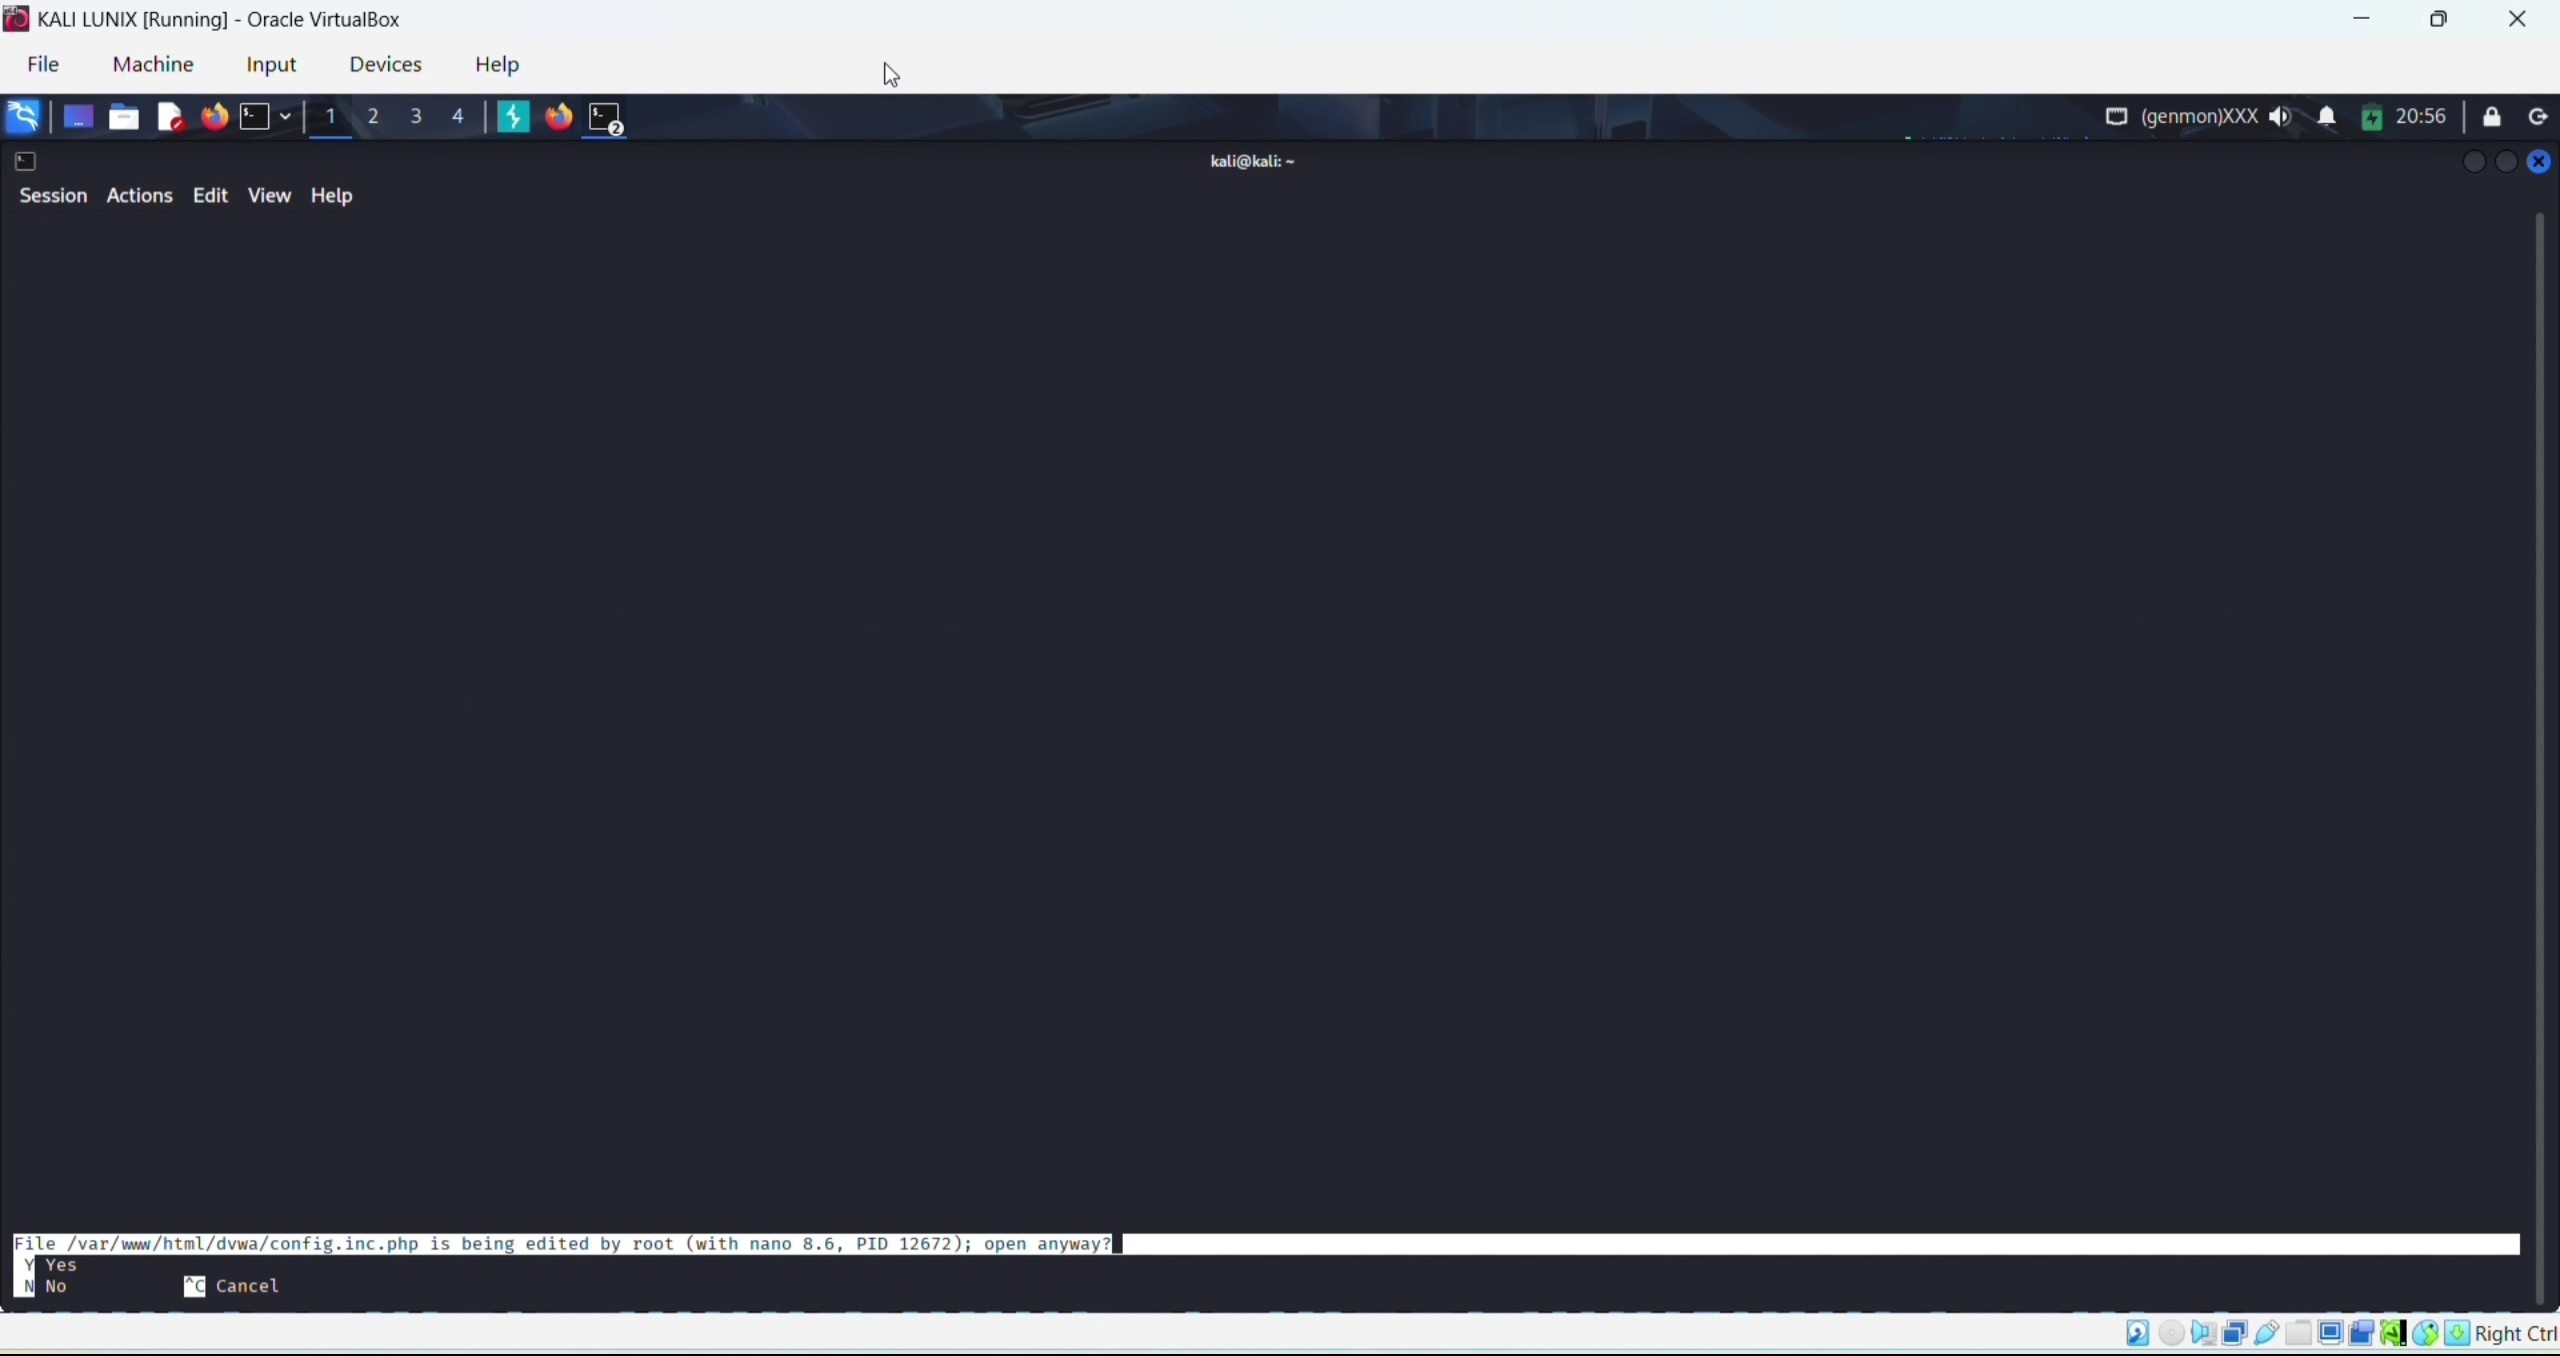 KALI LUNIX [Running] - Oracle VirtualBox
File Machine Input Devices Help
1 2 3 4 2 (genmon)XXX 20:56
kali@kali: ~
Session Actions Edit View Help
File /var/www/html/dvwa/config.inc.php is being edited by root (with nano 8.6, PID 12672); open anyway?
Y Yes
N No ^C Cancel
Right Ctrl